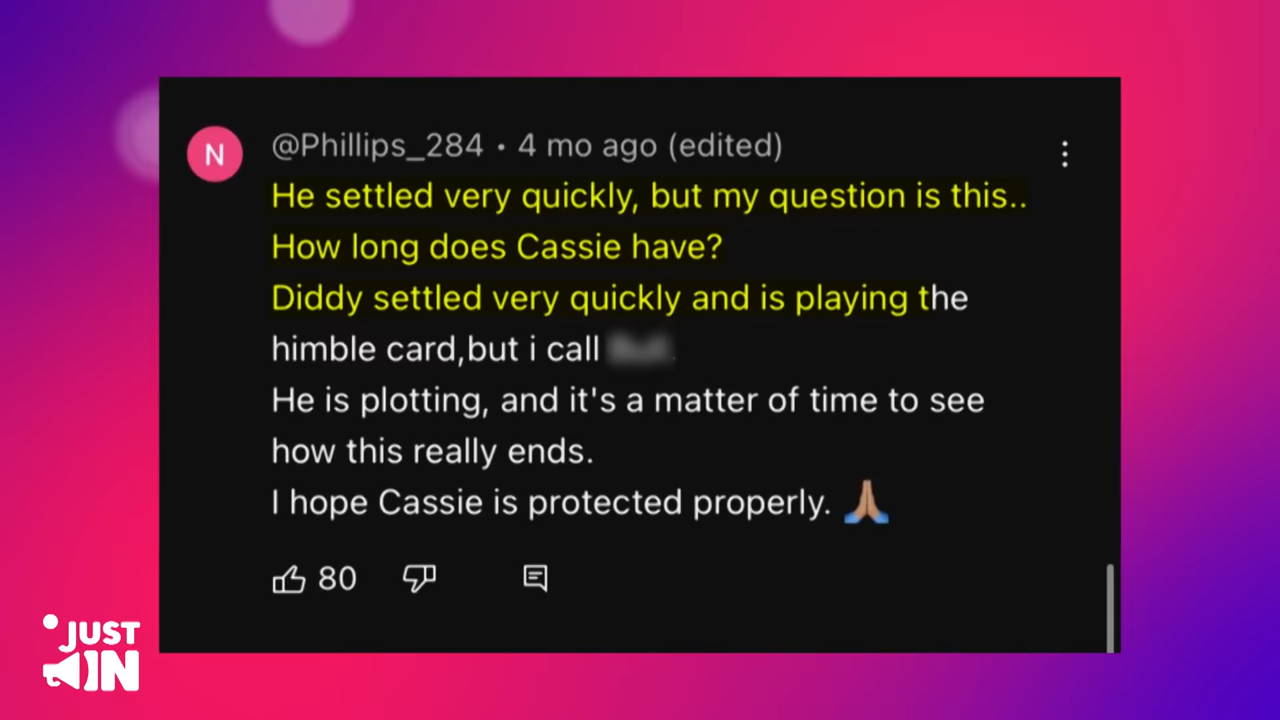 N
@Phillips_284 • 4 mo ago (edited)
He settled very quickly, but my question is this..
How long does Cassie have?
Diddy settled very quickly and is playing the
himble card,but i call
He is plotting, and it's a matter of time to see
how this really ends.
I hope Cassie is protected properly. 🙏🏽
80
JUST
IN